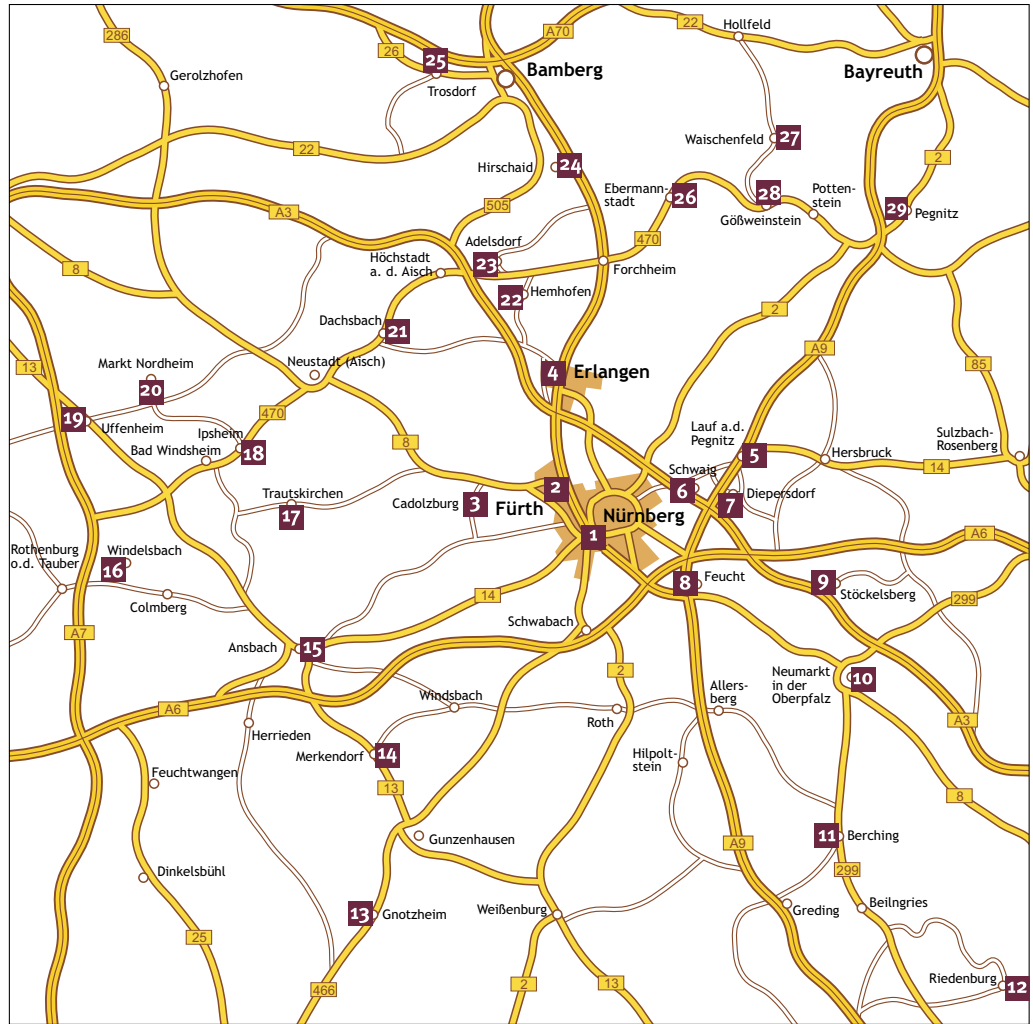 286
A70
22
Hollfeld
26
25
Bamberg
Bayreuth
Gerolzhofen
Trosdorf
22
Waischenfeld
27
2
Hirschaid
24
Ebermann-
stadt
26
28
Potten-
stein
29
Pegnitz
A3
505
Gößweinstein
470
Adelsdorf
23
Höchstadt
a. d. Aisch
Forchheim
8
22
Hemhofen
2
Dachsbach
21
A9
13
Markt Nordheim
20
Neustadt (Aisch)
4
Erlangen
85
19
Uffenheim
470
Ipsheim
18
Bad Windsheim
8
Lauf a.d.
Pegnitz
5
Hersbruck
Sulzbach-
Rosenberg
14
Schwaig
6
7
Diepersdorf
Trautskirchen
17
Cadolzburg
3
2
Fürth
Nürnberg
1
A6
Rothenburg
o.d. Tauber
Windelsbach
16
Colmberg
14
8
Feucht
9
Stöckelsberg
299
A7
Ansbach
15
Schwabach
2
Neumarkt
in der
Oberpfalz
10
A6
Windsbach
Roth
Allers-
berg
A3
Herrieden
Merkendorf
14
Hilpolt-
stein
Feuchtwangen
13
8
Gunzenhausen
A9
11
Berching
299
Dinkelsbühl
13
Gnotzheim
Weißenburg
Greding
Beilngries
25
466
2
13
Riedenburg
12